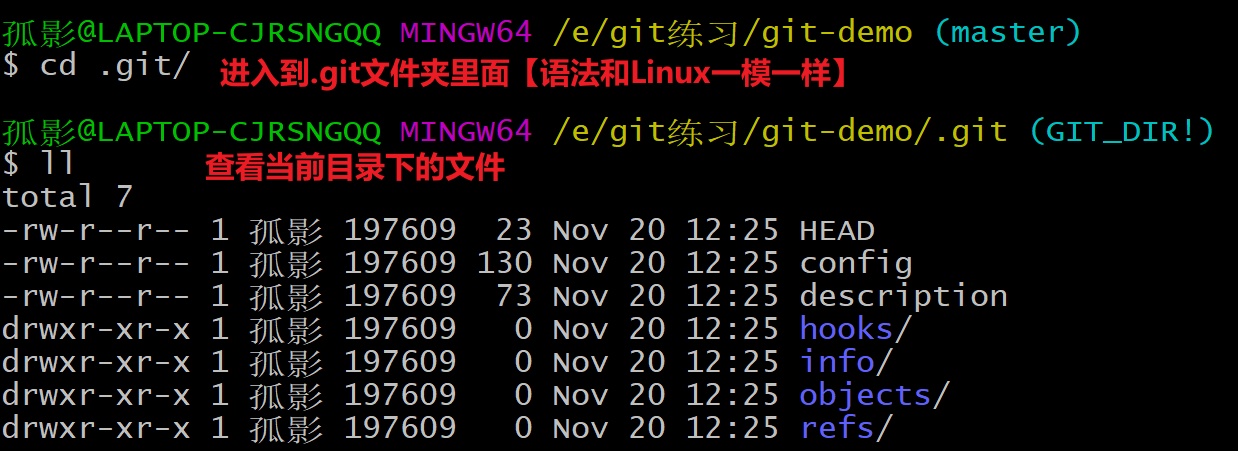 孤影@LAPTOP-CJRSNGQQ MINGW64 /e/git练习/git-demo (master)
$ cd .git/ 进入到.git文件夹里面【语法和Linux一模一样】
孤影@LAPTOP-CJRSNGQQ MINGW64 /e/git练习/git-demo/.git (GIT_DIR!)
$ ll 查看当前目录下的文件
total 7
-rw-r--r-- 1 孤影 197609 23 Nov 20 12:25 HEAD
-rw-r--r-- 1 孤影 197609 130 Nov 20 12:25 config
-rw-r--r-- 1 孤影 197609 73 Nov 20 12:25 description
drwxr-xr-x 1 孤影 197609 0 Nov 20 12:25 hooks/
drwxr-xr-x 1 孤影 197609 0 Nov 20 12:25 info/
drwxr-xr-x 1 孤影 197609 0 Nov 20 12:25 objects/
drwxr-xr-x 1 孤影 197609 0 Nov 20 12:25 refs/